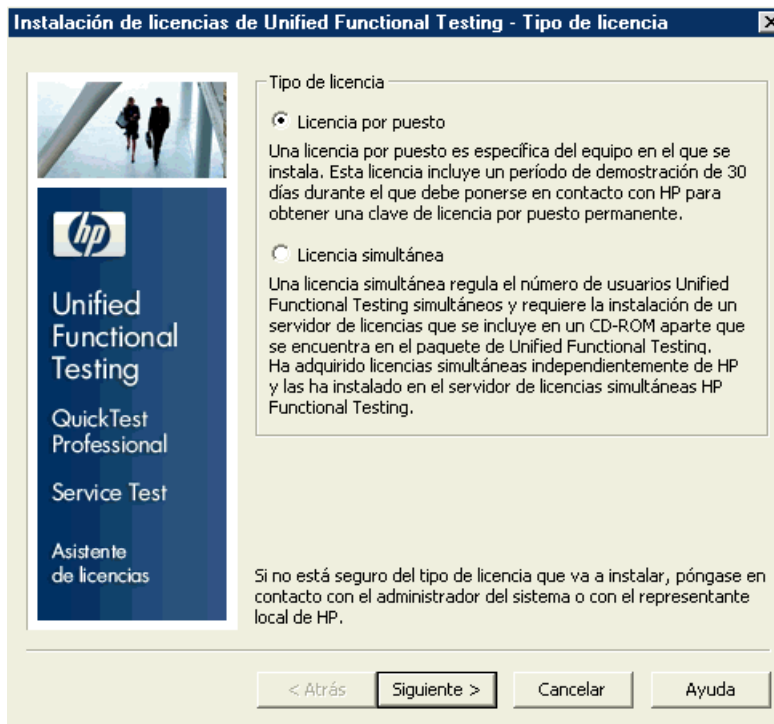 Instalación de licencias de Unified Functional Testing - Tipo de licencia
Tipo de licencia
Licencia por puesto
Una licencia por puesto es específica del equipo en el que se
instala. Esta licencia incluye un período de demostración de 30
días durante el que debe ponerse en contacto con HP para
obtener una clave de licencia por puesto permanente.
Licencia simultánea
Una licencia simultánea regula el número de usuarios Unified
Functional Testing simultáneos y requiere la instalación de un
servidor de licencias que se incluye en un CD-ROM aparte que
se encuentra en el paquete de Unified Functional Testing.
Ha adquirido licencias simultáneas independientemente de HP
y las ha instalado en el servidor de licencias simultáneas HP
Functional Testing.
hp
Unified
Functional
Testing
QuickTest
Professional
Service Test
Asistente
de licencias
Si no está seguro del tipo de licencia que va a instalar, póngase en
contacto con el administrador del sistema o con el representante
local de HP.
< Atrás
Siguiente >
Cancelar
Ayuda